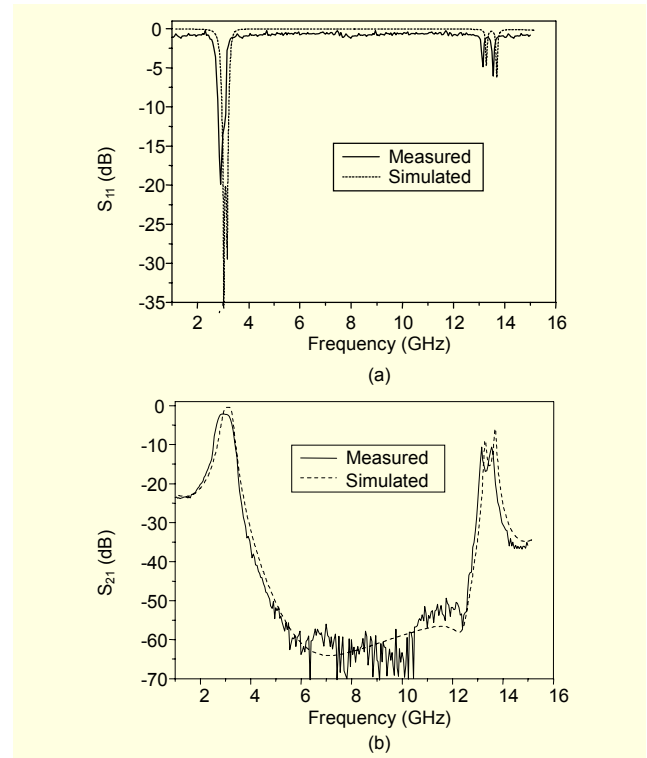 0
-5
-10
-15
-20
-25
-30
-35
S11 (dB)
Measured
Simulated
2 4 6 8 10 12 14 16
Frequency (GHz)
(a)
0
-10
-20
-30
-40
-50
-60
-70
S21 (dB)
Measured
Simulated
2 4 6 8 10 12 14 16
Frequency (GHz)
(b)